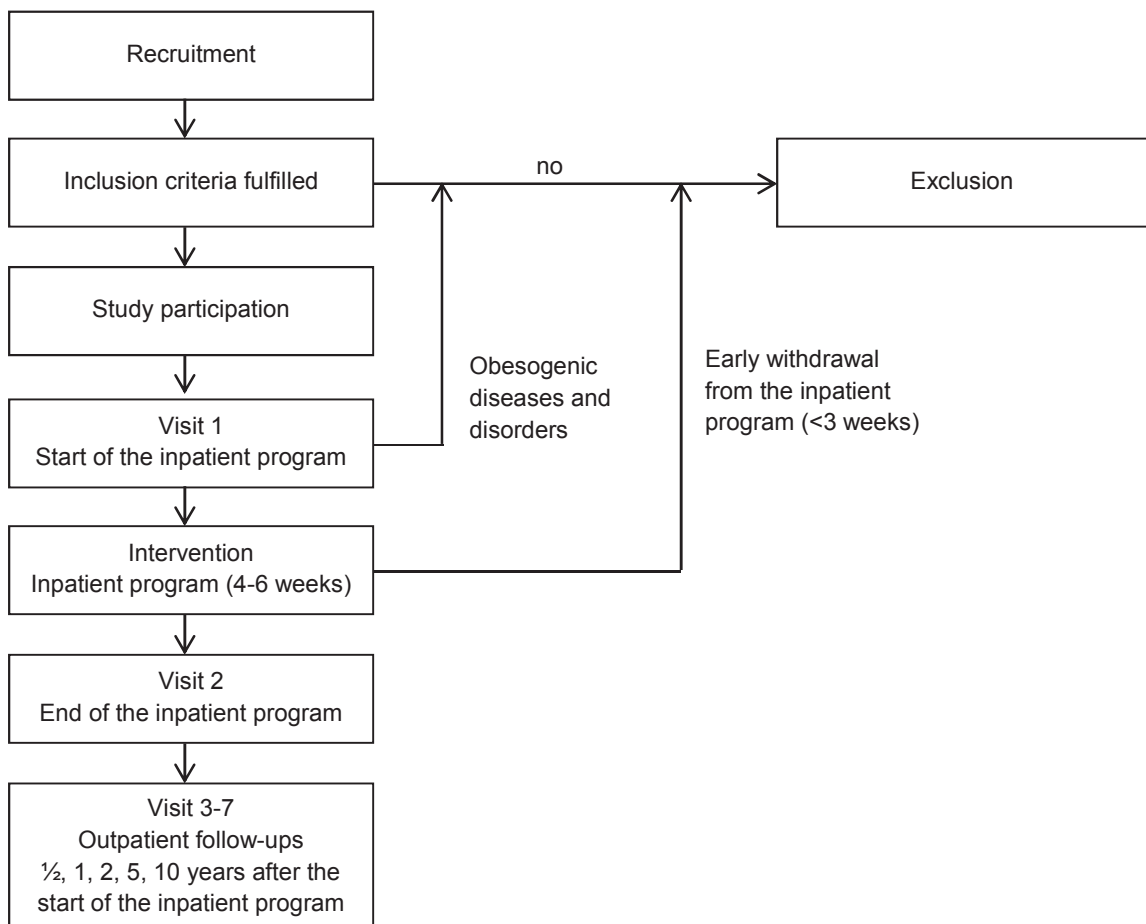 Recruitment
Inclusion criteria fulfilled
no
Exclusion
Study participation
Obesogenic
diseases and
disorders
Early withdrawal
from the inpatient
program (<3 weeks)
Visit 1
Start of the inpatient program
Intervention
Inpatient program (4-6 weeks)
Visit 2
End of the inpatient program
Visit 3-7
Outpatient follow-ups
½, 1, 2, 5, 10 years after the
start of the inpatient program